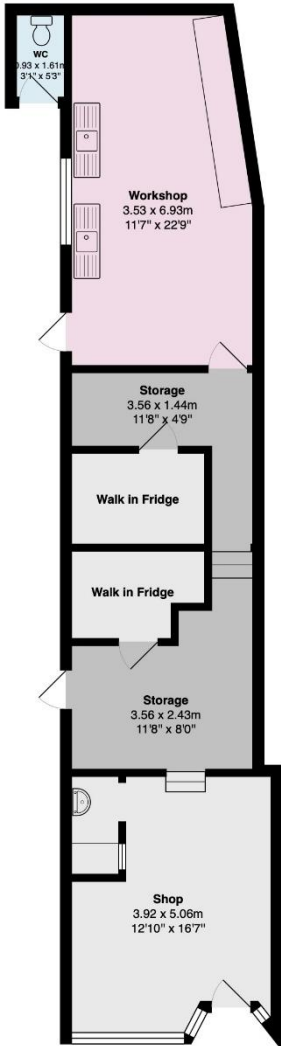 WC
0.93 x 1.61m
3'1" x 5'3"
Workshop
3.53 x 6.93m
11'7" x 22'9"
Storage
3.56 x 1.44m
11'8" x 4'9"
Walk in Fridge
Walk in Fridge
Storage
3.56 x 2.43m
11'8" x 8'0"
Shop
3.92 x 5.06m
12'10" x 16'7"